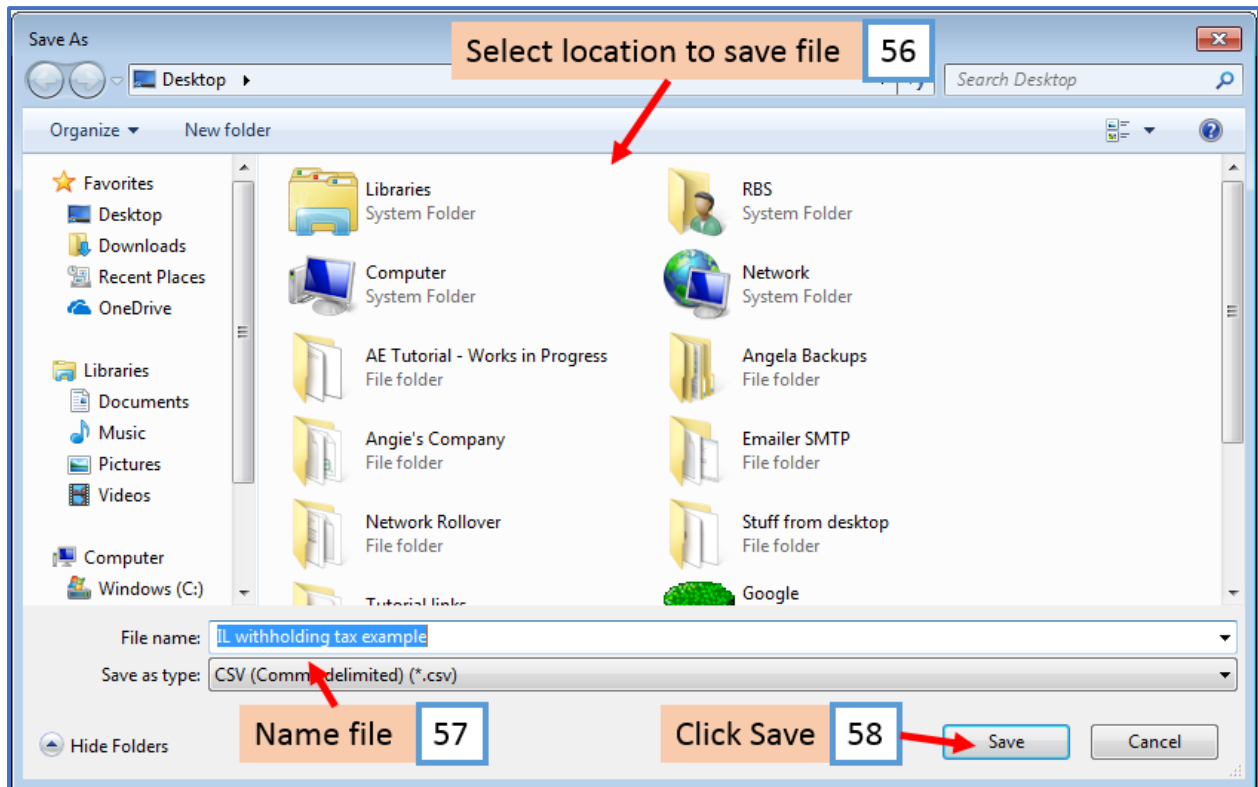 Save As
Select location to save file 56
Desktop
Search Desktop
Organize
New folder
Favorites
Desktop
Downloads
Recent Places
OneDrive
Libraries
Documents
Music
Pictures
Videos
Computer
Windows (C:)
Libraries
System Folder
RBS
System Folder
Computer
System Folder
Network
System Folder
AE Tutorial - Works in Progress
File folder
Angela Backups
File folder
Angie's Company
File folder
Emailer SMTP
File folder
Network Rollover
File folder
Stuff from desktop
File folder
Tutorial links
Google
File name: IL withholding tax example
Save as type: CSV (Comma delimited) (*.csv)
Name file 57
Click Save 58
Hide Folders
Save
Cancel